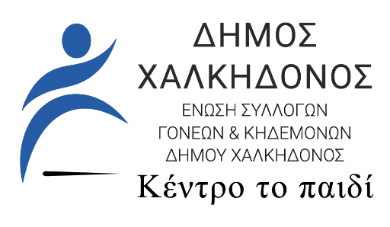 ΔΗΜΟΣ
ΧΑΛΚΗΔΟΝΟΣ
ΕΝΩΣΗ ΣΥΛΛΟΓΩΝ
ΓΟΝΕΩΝ & ΚΗΔΕΜΟΝΩΝ
ΔΗΜΟΥ ΧΑΛΚΗΔΟΝΟΣ
Κέντρο το παιδί